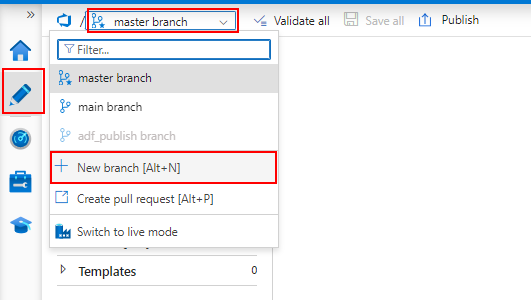 »
/ master branch Validate all Save all Publish
Filter...
master branch
main branch
adf_publish branch
New branch [Alt+N]
Create pull request [Alt+P]
Switch to live mode
Templates 0